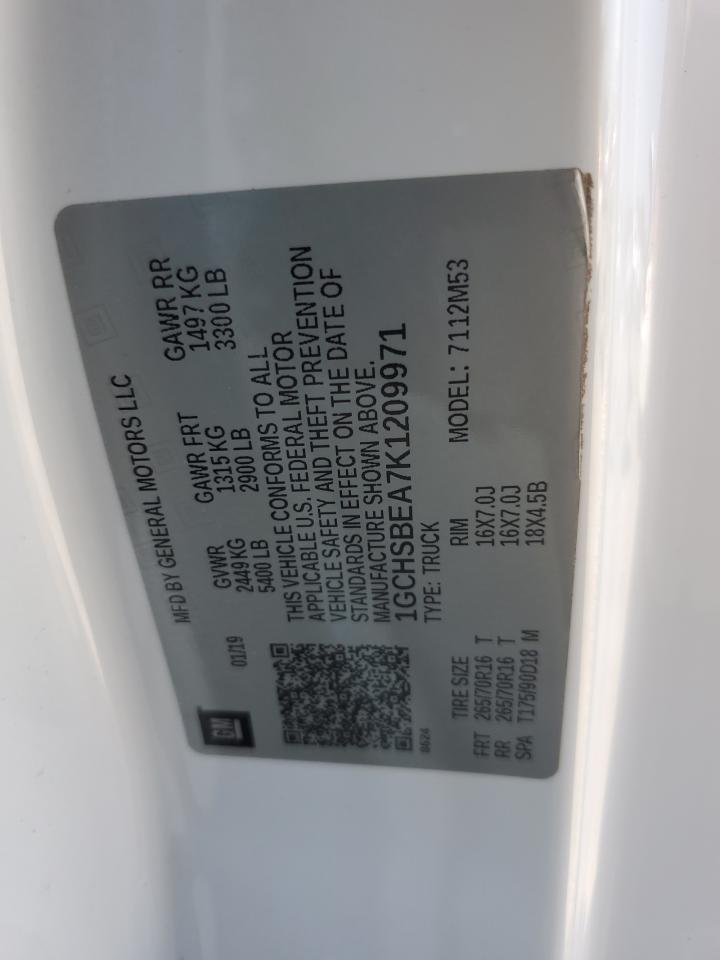 GM
MFD BY GENERAL MOTORS LLC
01/19
GVWR GAWR FRT GAWR RR
2449 KG 1315 KG 1497 KG
5400 LB 2900 LB 3300 LB
THIS VEHICLE CONFORMS TO ALL
APPLICABLE U.S. FEDERAL MOTOR
VEHICLE SAFETY AND THEFT PREVENTION
STANDARDS IN EFFECT ON THE DATE OF
MANUFACTURE SHOWN ABOVE.
1GCHSBEA7K1209971
8624
TYPE: TRUCK
MODEL: 7112M53
TIRE SIZE RIM
FRT 265/70R16 T 16X7.0J
RR 265/70R16 T 16X7.0J
SPA T175/90D18 M 18X4.5B